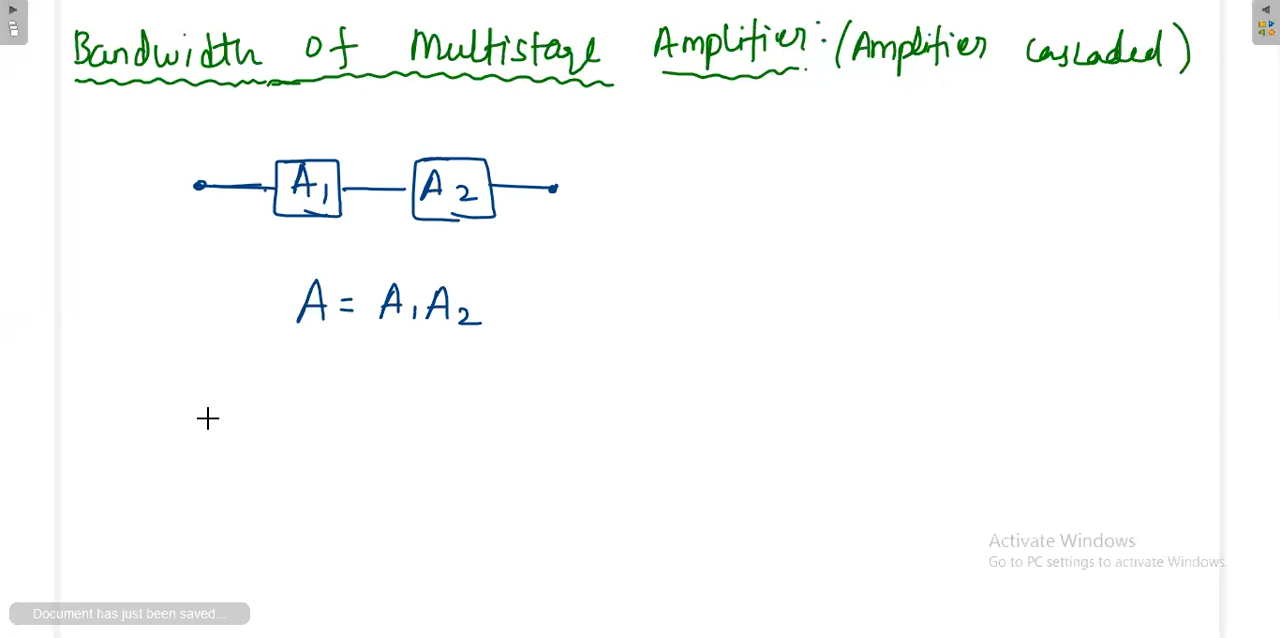 Bandwidth of Multistage Amplifier : (Amplifier Cascaded)
A1 A2
A = A1A2
Activate Windows
Go to PC settings to activate Windows.
Document has just been saved...